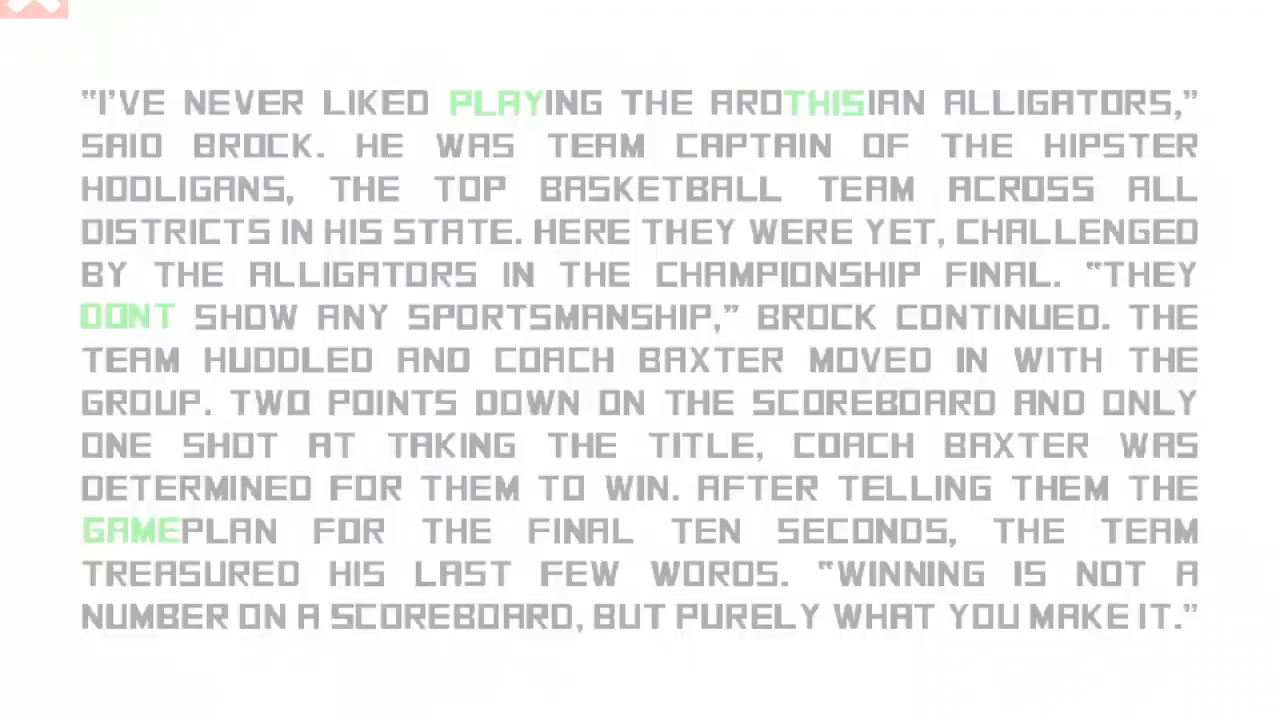 “I’VE NEVER LIKED PLAYING THE AROTHISIAN ALLIGATORS,”
SAID BROCK. HE WAS TEAM CAPTAIN OF THE HIPSTER
HOOLIGANS, THE TOP BASKETBALL TEAM ACROSS ALL
DISTRICTS IN HIS STATE. HERE THEY WERE YET, CHALLENGED
BY THE ALLIGATORS IN THE CHAMPIONSHIP FINAL. “THEY
DONT SHOW ANY SPORTSMANSHIP,” BROCK CONTINUED. THE
TEAM HUDDLED AND COACH BAXTER MOVED IN WITH THE
GROUP. TWO POINTS DOWN ON THE SCOREBOARD AND ONLY
ONE SHOT AT TAKING THE TITLE, COACH BAXTER WAS
DETERMINED FOR THEM TO WIN. AFTER TELLING THEM THE
GAMEPLAN FOR THE FINAL TEN SECONDS, THE TEAM
TREASURED HIS LAST FEW WORDS. “WINNING IS NOT A
NUMBER ON A SCOREBOARD, BUT PURELY WHAT YOU MAKE IT.”